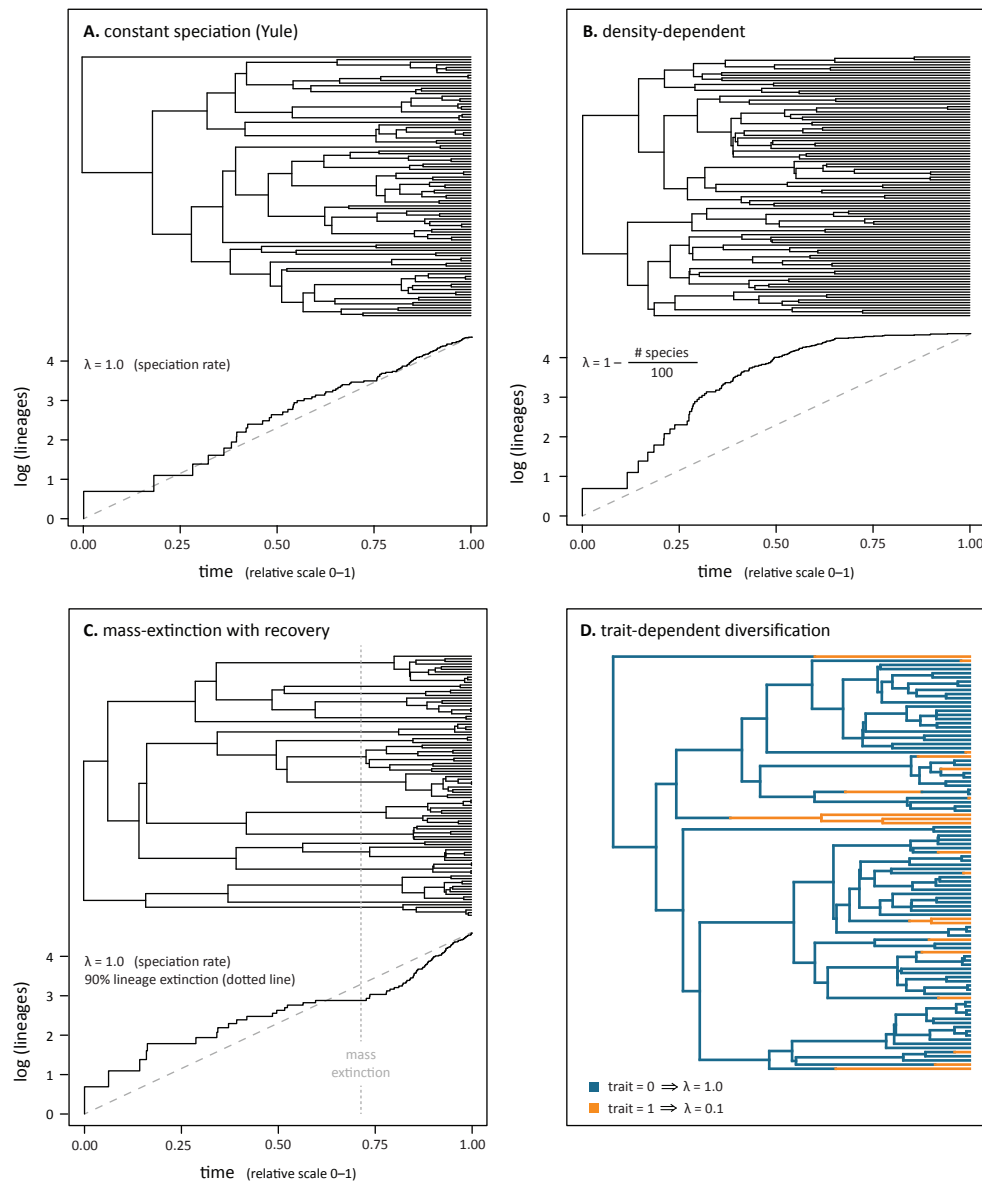 A. constant speciation (Yule)
λ = 1.0 (speciation rate)
log (lineages)
4
3
2
1
0
0.00 0.25 0.50 0.75 1.00
time (relative scale 0–1)
B. density-dependent
λ = 1 – # species
100
log (lineages)
4
3
2
1
0
0.00 0.25 0.50 0.75 1.00
time (relative scale 0–1)
C. mass-extinction with recovery
λ = 1.0 (speciation rate)
90% lineage extinction (dotted line)
mass
extinction
log (lineages)
4
3
2
1
0
0.00 0.25 0.50 0.75 1.00
time (relative scale 0–1)
D. trait-dependent diversification
trait = 0 ⇒ λ = 1.0
trait = 1 ⇒ λ = 0.1